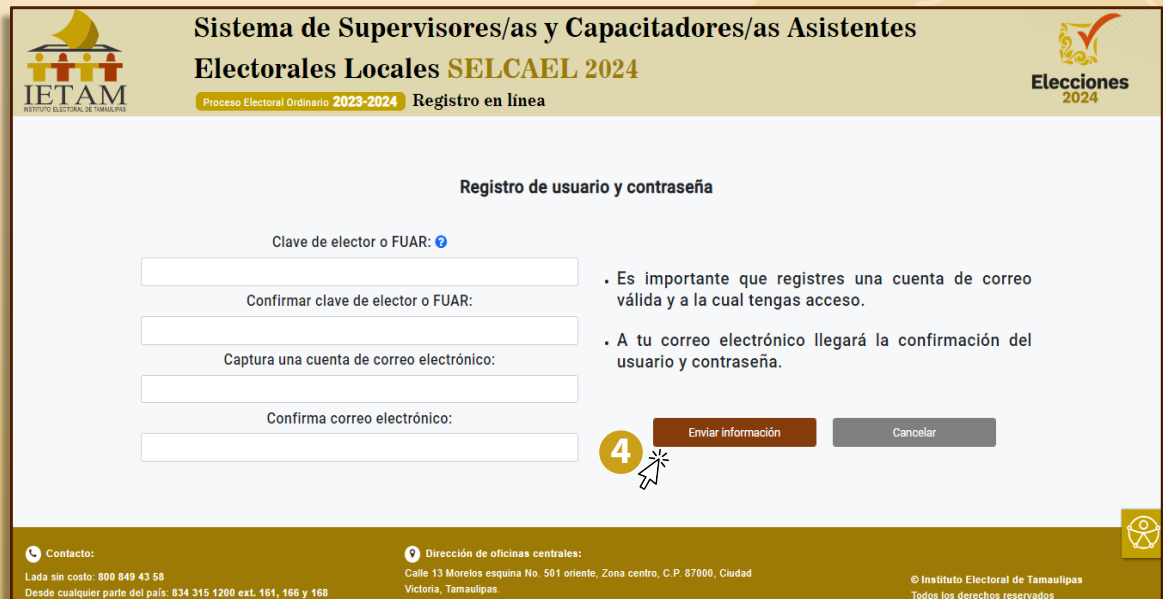 Sistema de Supervisores/as y Capacitadores/as Asistentes
Electorales Locales SELCAEL 2024
Proceso Electoral Ordinario 2023-2024 Registro en línea
IETAM
INSTITUTO ELECTORAL DE TAMAULIPAS
Elecciones
2024
Registro de usuario y contraseña
Clave de elector o FUAR: ?
Confirmar clave de elector o FUAR:
Captura una cuenta de correo electrónico:
Confirma correo electrónico:
• Es importante que registres una cuenta de correo
válida y a la cual tengas acceso.
• A tu correo electrónico llegará la confirmación del
usuario y contraseña.
4
Enviar información
Cancelar
Contacto:
Lada sin costo: 800 849 43 58
Desde cualquier parte del país: 834 315 1200 ext. 161, 166 y 168
Dirección de oficinas centrales:
Calle 13 Morelos esquina No. 501 oriente, Zona centro, C.P. 87000, Ciudad
Victoria, Tamaulipas.
© Instituto Electoral de Tamaulipas
Todos los derechos reservados